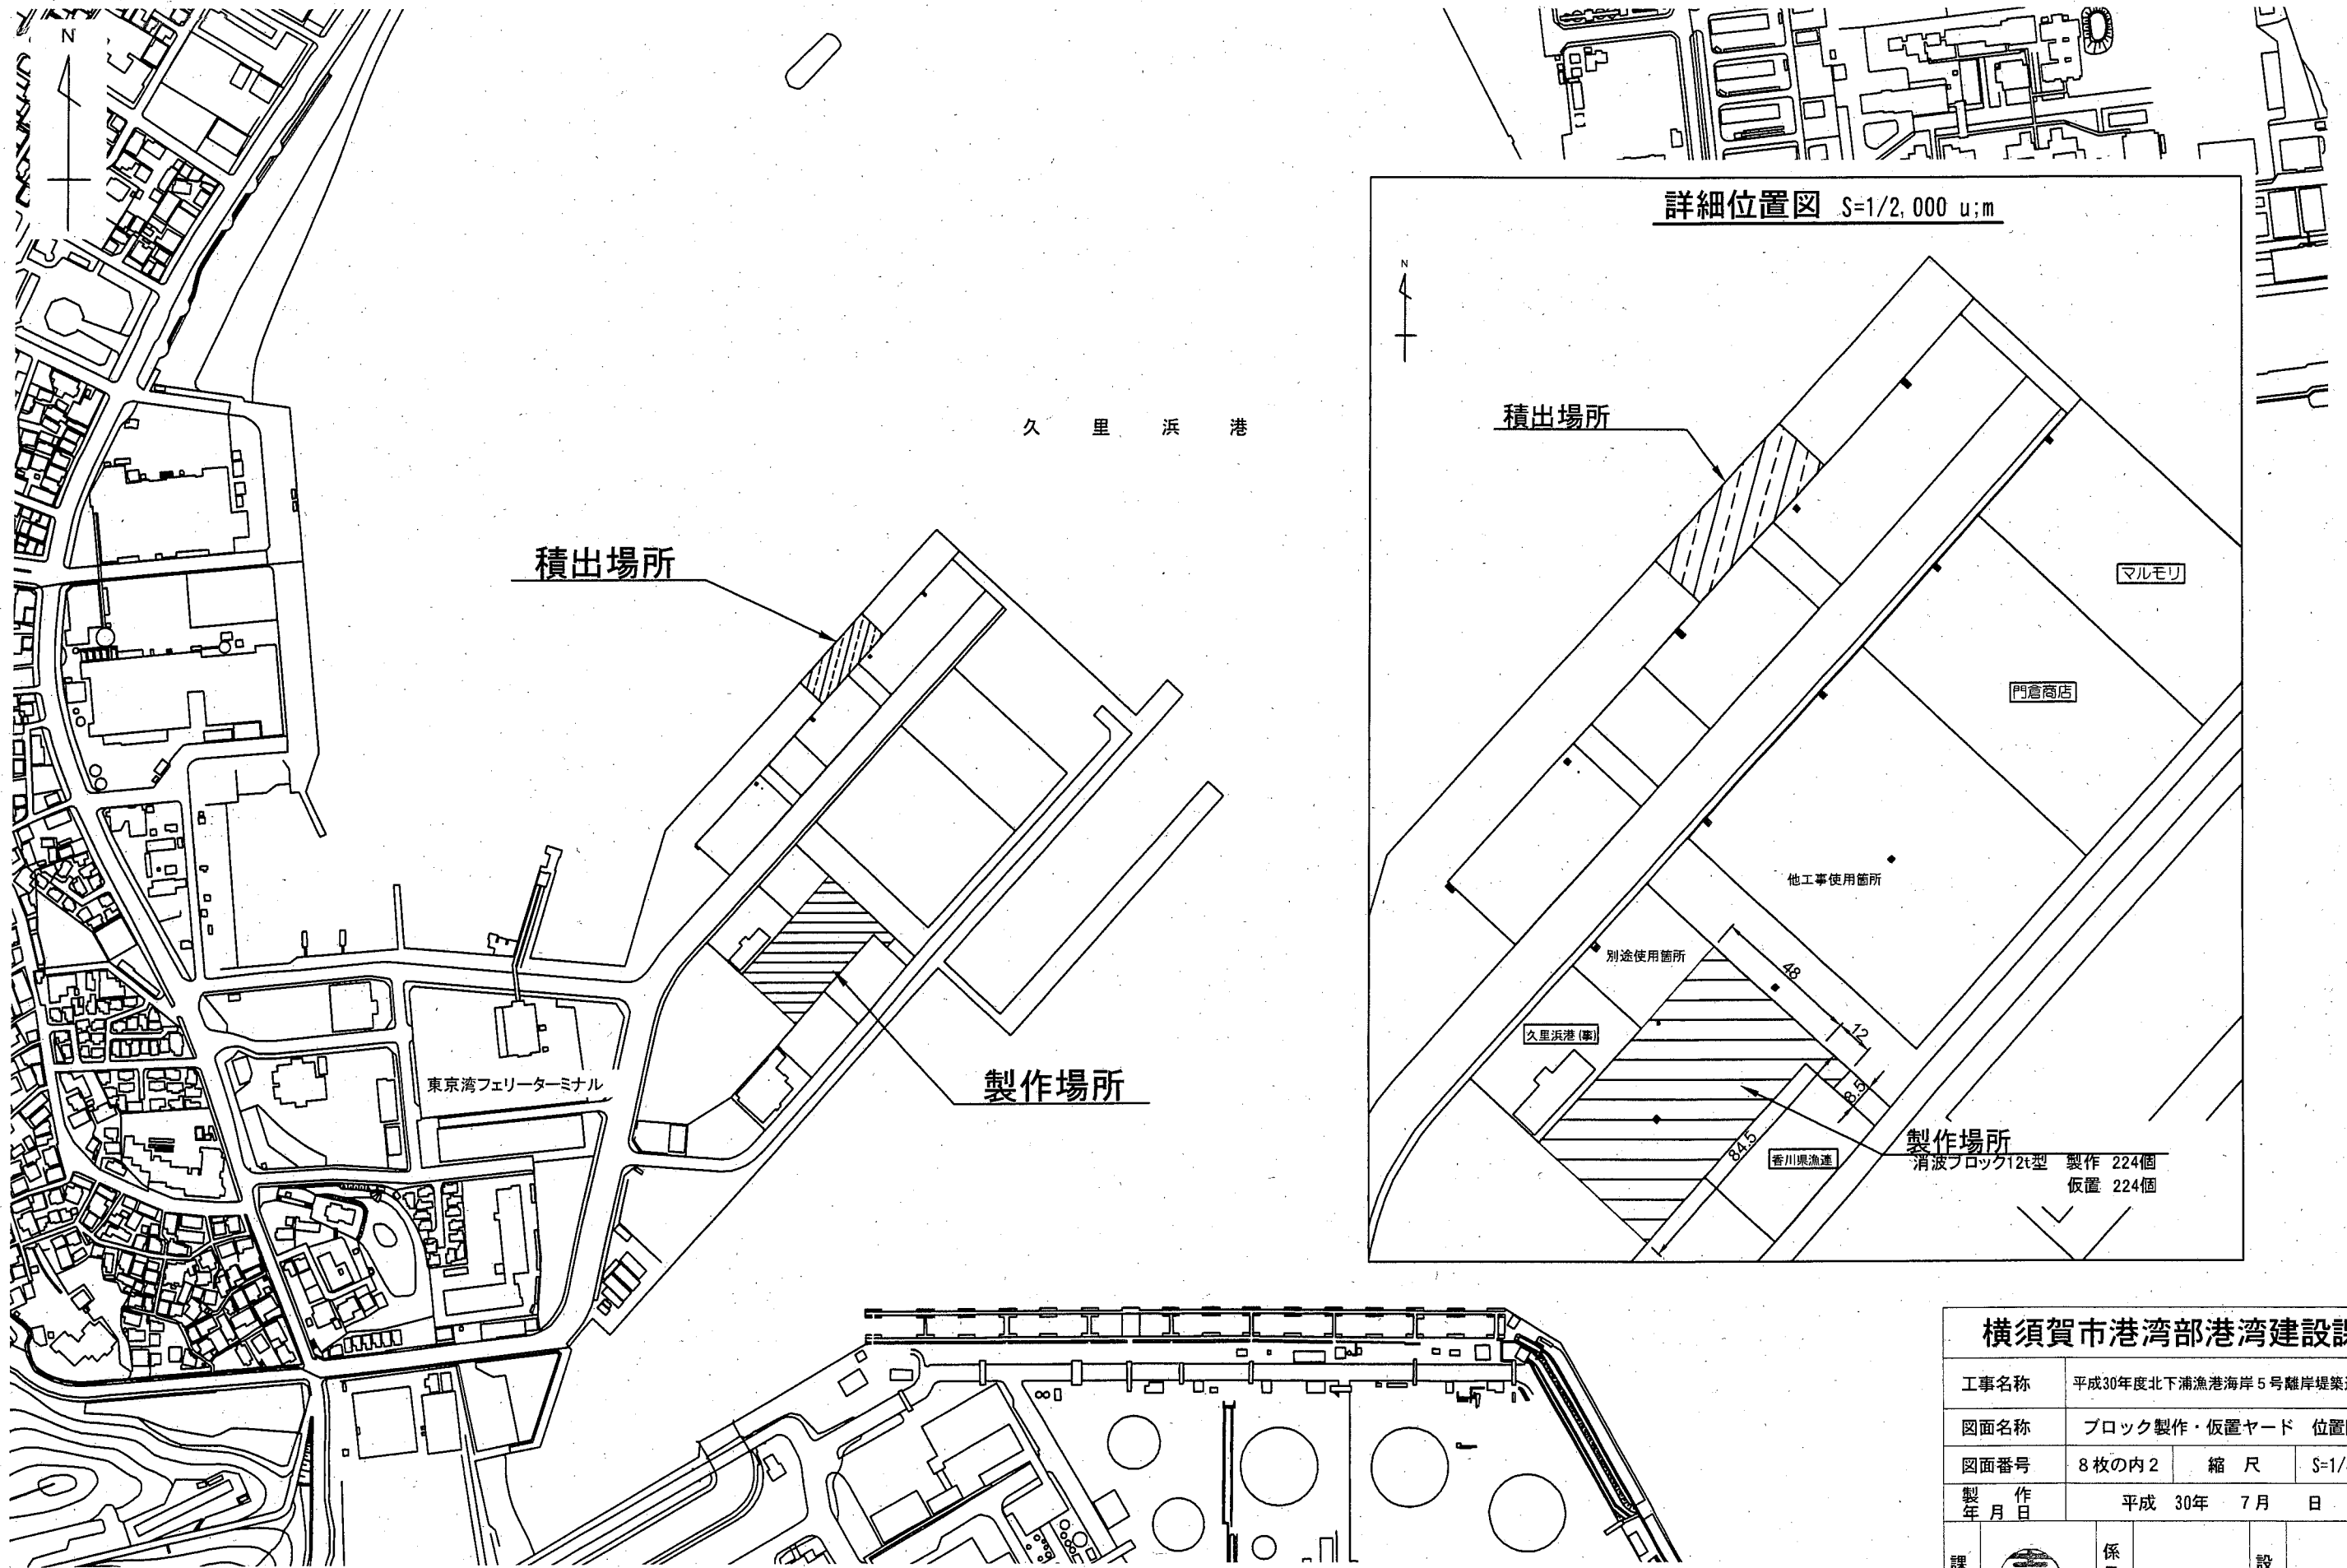 N
久里浜港
積出場所
製作場所
東京湾フェリーターミナル
詳細位置図 S=1/2,000 u;m
N
積出場所
マルモリ
門倉商店
他工事使用箇所
別途使用箇所
48
12
8.5
84.5
久里浜港(事)
香川県漁連
製作場所
消波ブロック12t型 製作 224個
仮置 224個
横須賀市港湾部港湾建設課
工事名称 平成30年度北下浦漁港海岸5号離岸堤築
図面名称 ブロック製作・仮置ヤード 位置
図面番号 8枚の内2 縮尺 S=1/
製作年月日 平成 30年 7月 日
課 係 設